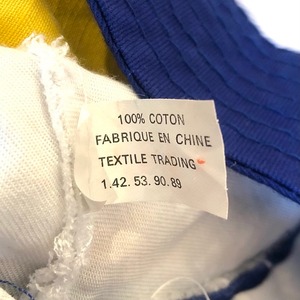 100% COTON
FABRIQUE EN CHINE
TEXTILE TRADING
1.42.53.90.89